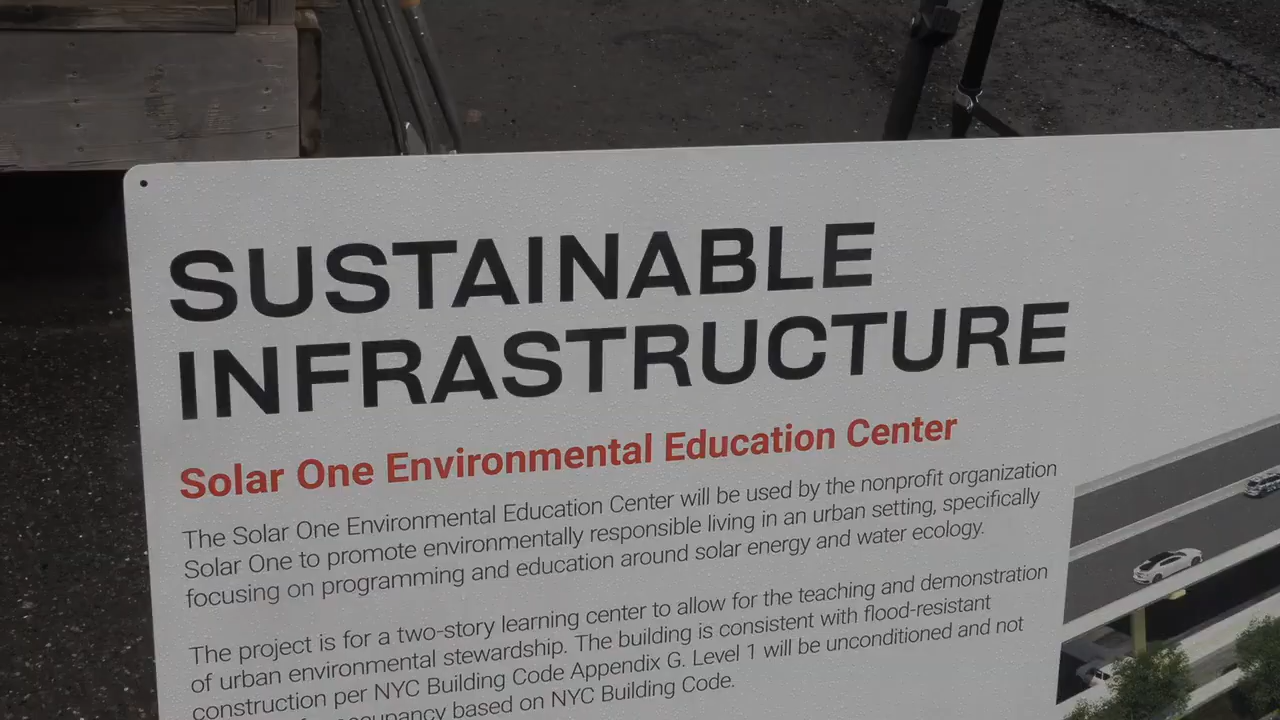 SUSTAINABLE
INFRASTRUCTURE
Solar One Environmental Education Center
The Solar One Environmental Education Center will be used by the nonprofit organization
Solar One to promote environmentally responsible living in an urban setting, specifically
focusing on programming and education around solar energy and water ecology.
The project is for a two-story learning center to allow for the teaching and demonstration
of urban environmental stewardship. The building is consistent with flood-resistant
construction per NYC Building Code Appendix G. Level 1 will be unconditioned and not
occupancy based on NYC Building Code.